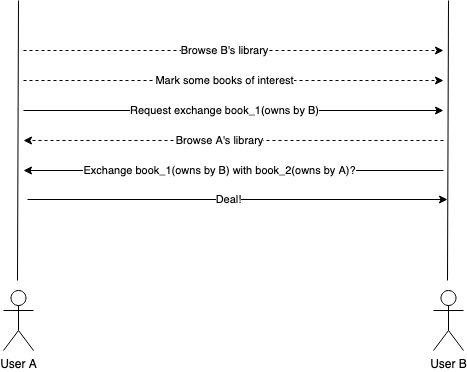 Browse B's library
Mark some books of interest
Request exchange book_1(owns by B)
Browse A's library
Exchange book_1(owns by B) with book_2(owns by A)?
Deal!
User A
User B